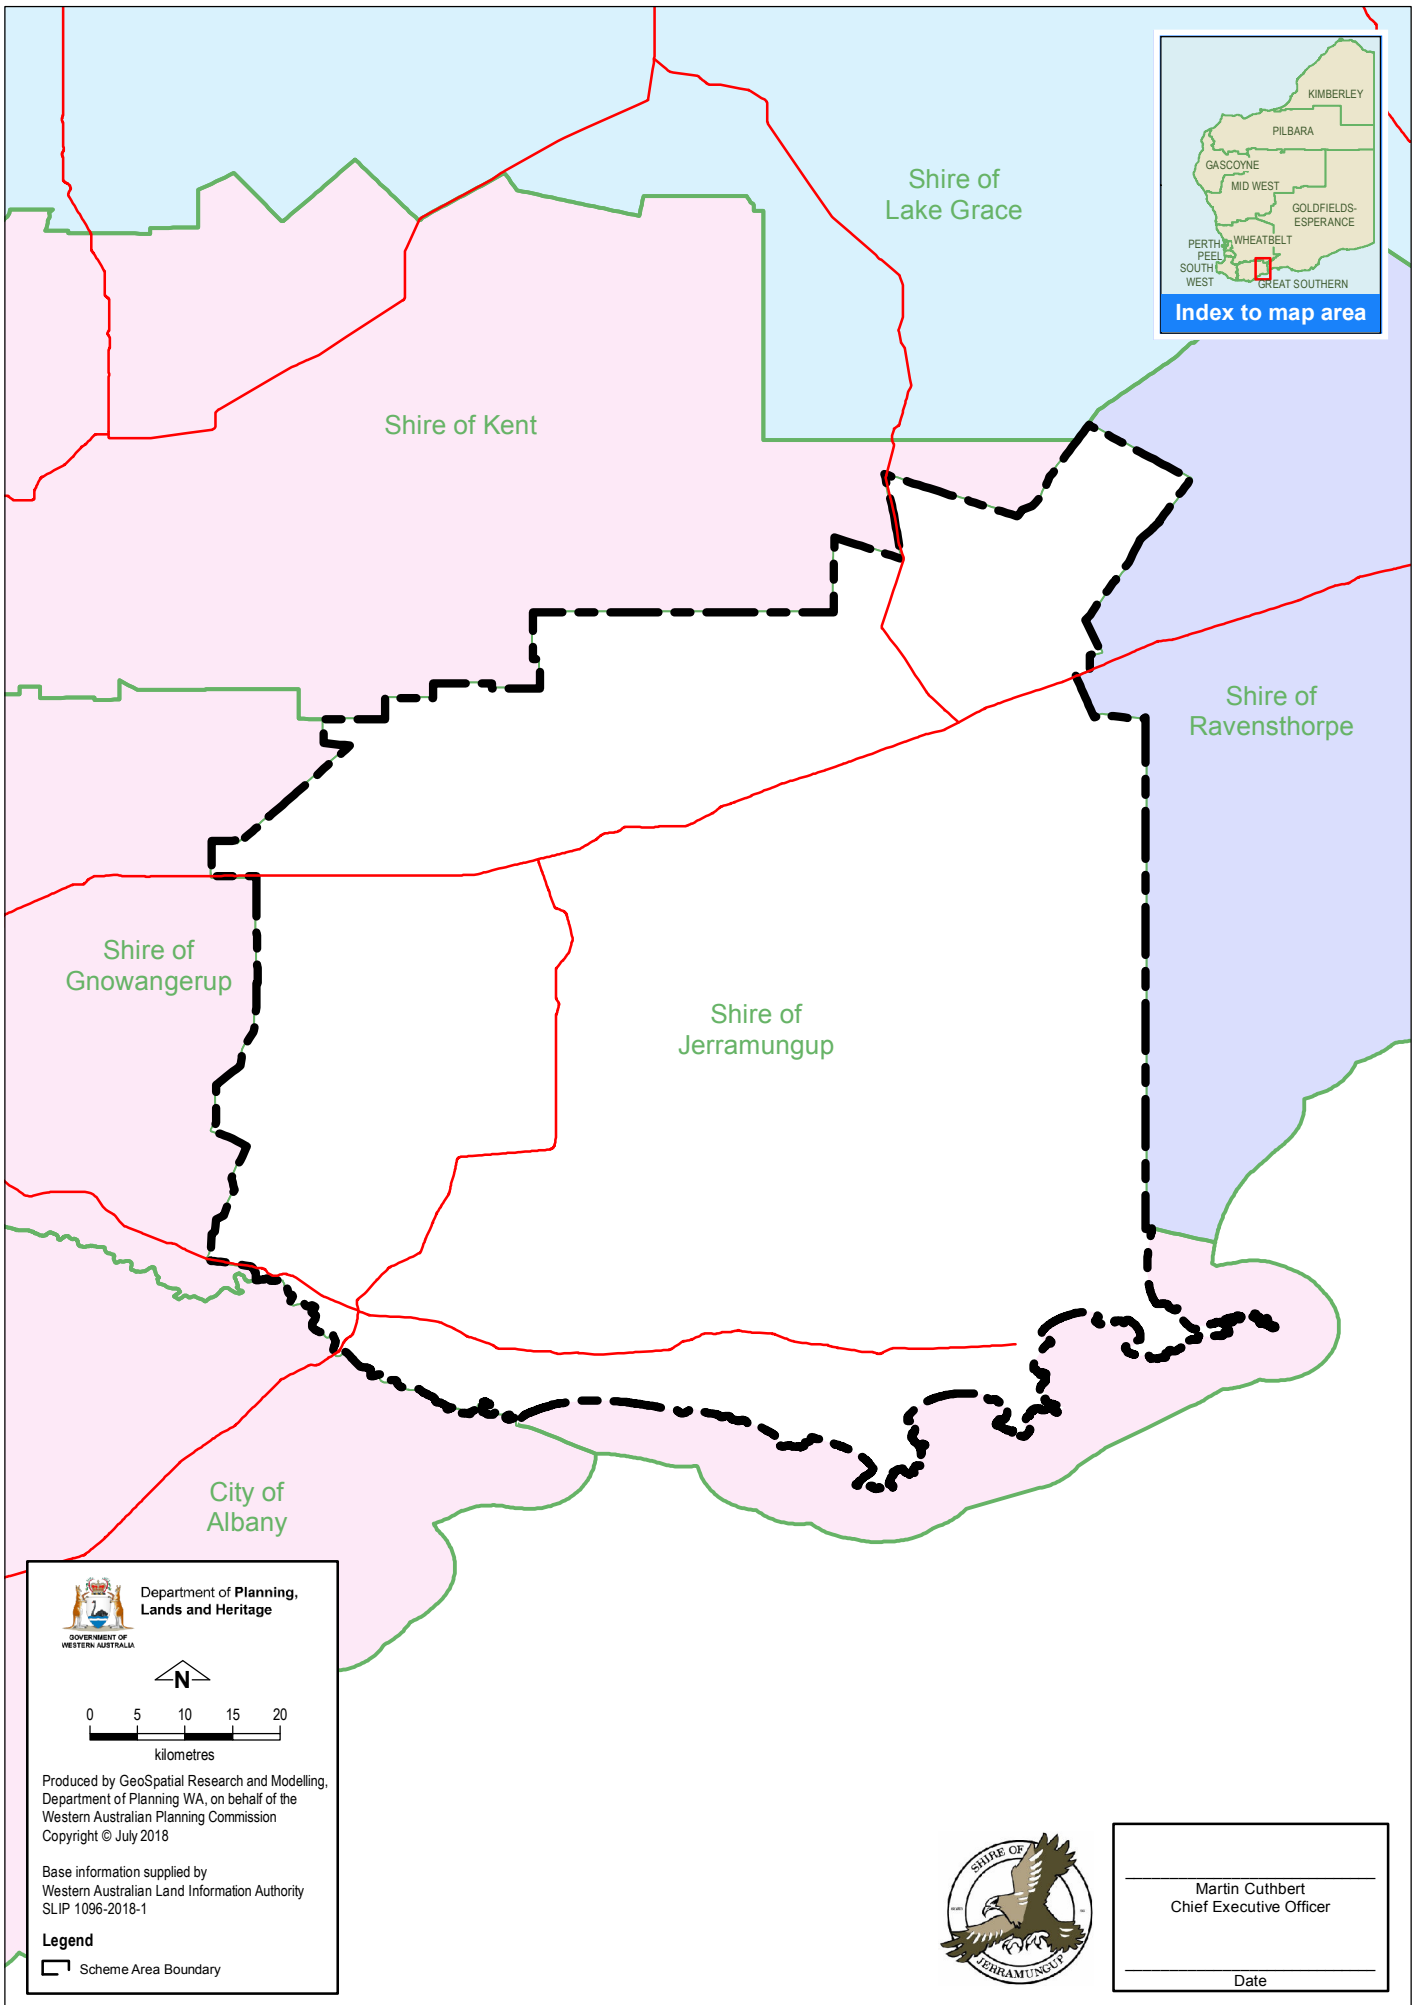 Shire of
Lake Grace
KIMBERLEY
PILBARA
GASCOYNE
MID WEST
GOLDFIELDS-
ESPERANCE
WHEATBELT
PERTH
PEEL
SOUTH
WEST
GREAT SOUTHERN
Index to map area
Shire of Kent
Shire of
Ravensthorpe
Shire of
Gnowangerup
Shire of
Jerramungup
City of
Albany
Department of Planning,
Lands and Heritage
GOVERNMENT OF
WESTERN AUSTRALIA
N
0 5 10 15 20
kilometres
Produced by GeoSpatial Research and Modelling,
Department of Planning WA, on behalf of the
Western Australian Planning Commission
Copyright © July 2018
Base information supplied by
Western Australian Land Information Authority
SLIP 1096-2018-1
Legend
Scheme Area Boundary
SHIRE OF
JERRAMUNGUP
Martin Cuthbert
Chief Executive Officer
Date